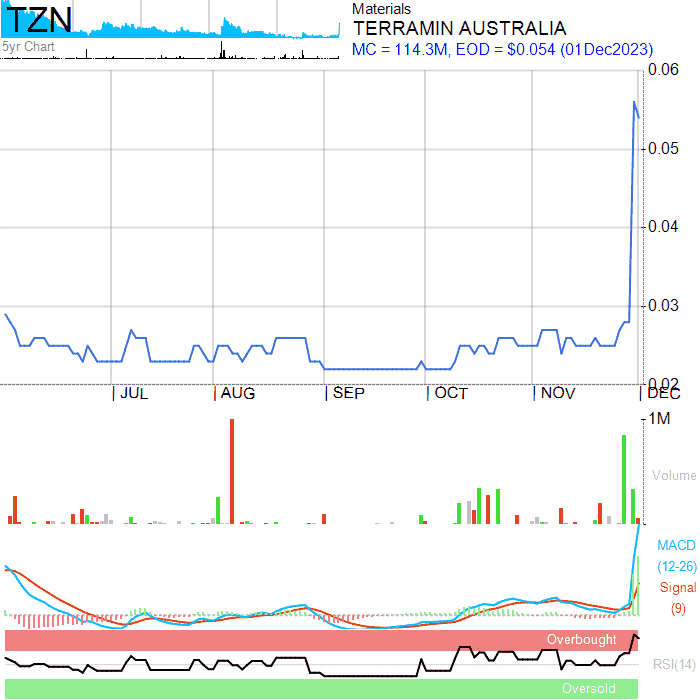 TZN
5yr Chart
Materials
TERRAMIN AUSTRALIA
MC = 114.3M, EOD = $0.054 (01Dec2023)
0.06
0.05
0.04
0.03
0.02
JUL AUG SEP OCT NOV DEC
1M
Volume
MACD
(12-26)
Signal
(9)
Overbought
RSI(14)
Oversold